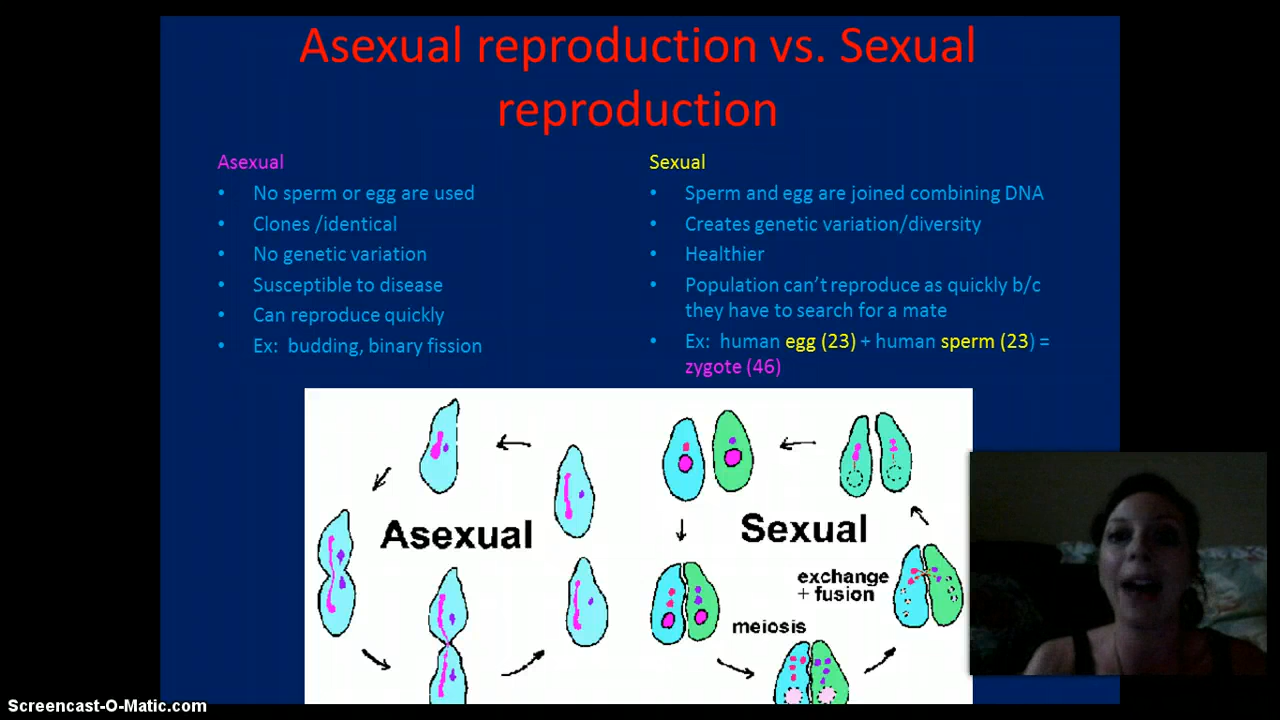 Asexual reproduction vs. Sexual
reproduction
Asexual
• No sperm or egg are used
• Clones /identical
• No genetic variation
• Susceptible to disease
• Can reproduce quickly
• Ex: budding, binary fission
Sexual
• Sperm and egg are joined combining DNA
• Creates genetic variation/diversity
• Healthier
• Population can't reproduce as quickly b/c
they have to search for a mate
• Ex: human egg (23) + human sperm (23) =
zygote (46)
Asexual
Sexual
exchange
+ fusion
meiosis
Screencast-O-Matic.com